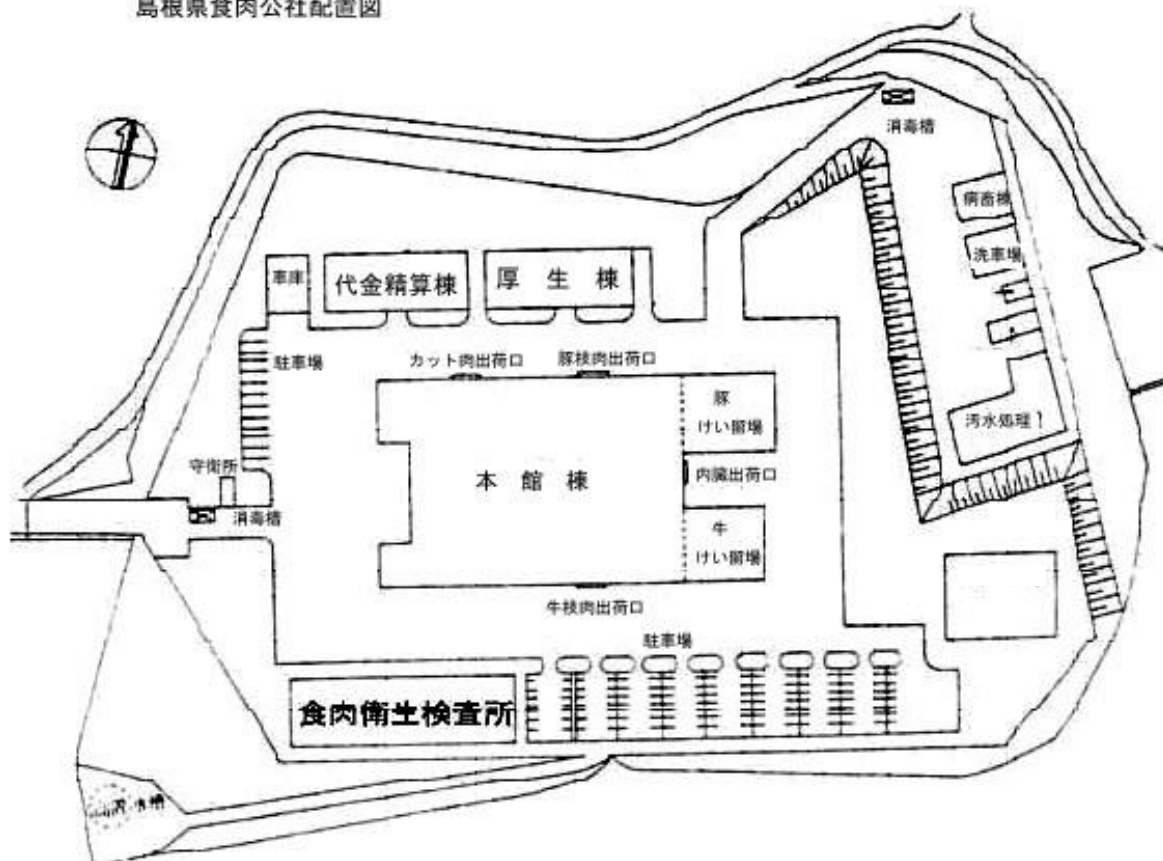 島根県食肉公社配置図
消毒槽
病畜棟
洗車場
車庫
代金精算棟
厚生棟
駐車場
カット肉出荷口
豚枝肉出荷口
豚
けい留場
汚水処理
守衛所
本館棟
内臓出荷口
消毒槽
牛
けい留場
牛枝肉出荷口
駐車場
食肉衛生検査所